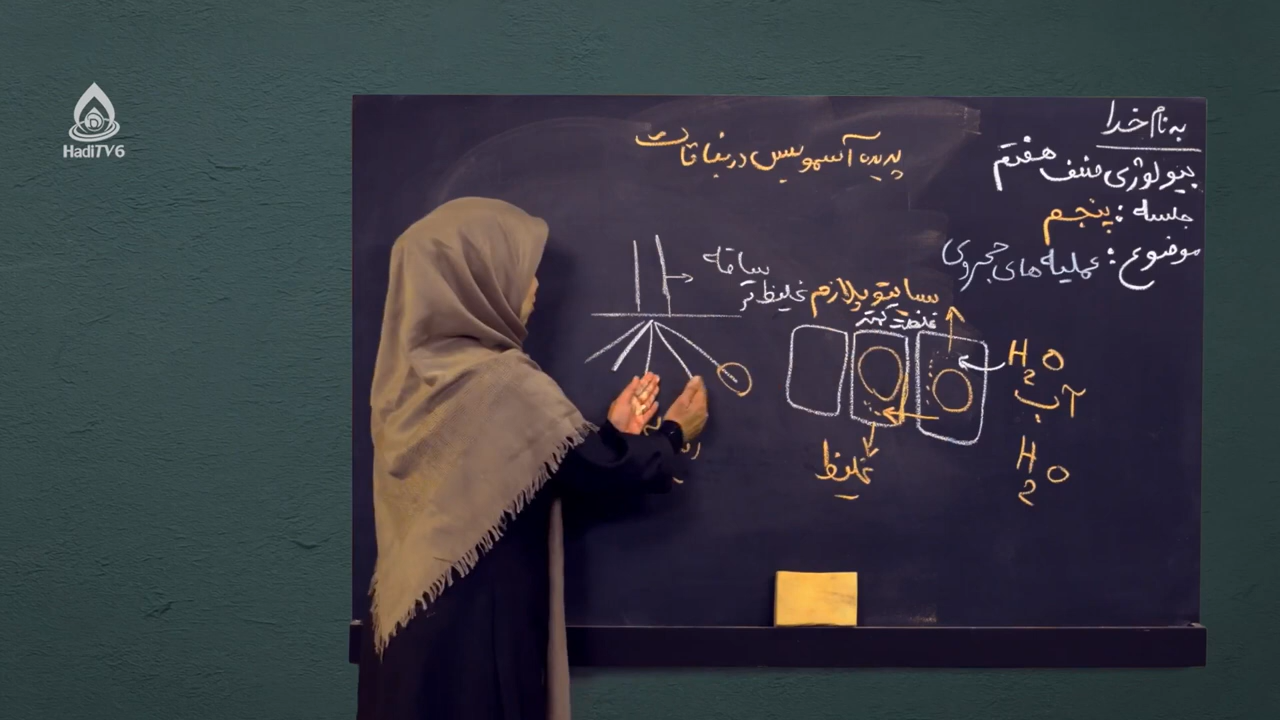 به نام خدا
بیولوژی صنف هفتم
جلسه : پنجم
موضوع : عملیه های حجروی
پدیده آسموسیس در نباتات
ساقه
سایتوپلازم غلیظ تر
غلظت کمتر
H2O
آب
H2O
غلیظ
HadiTV6